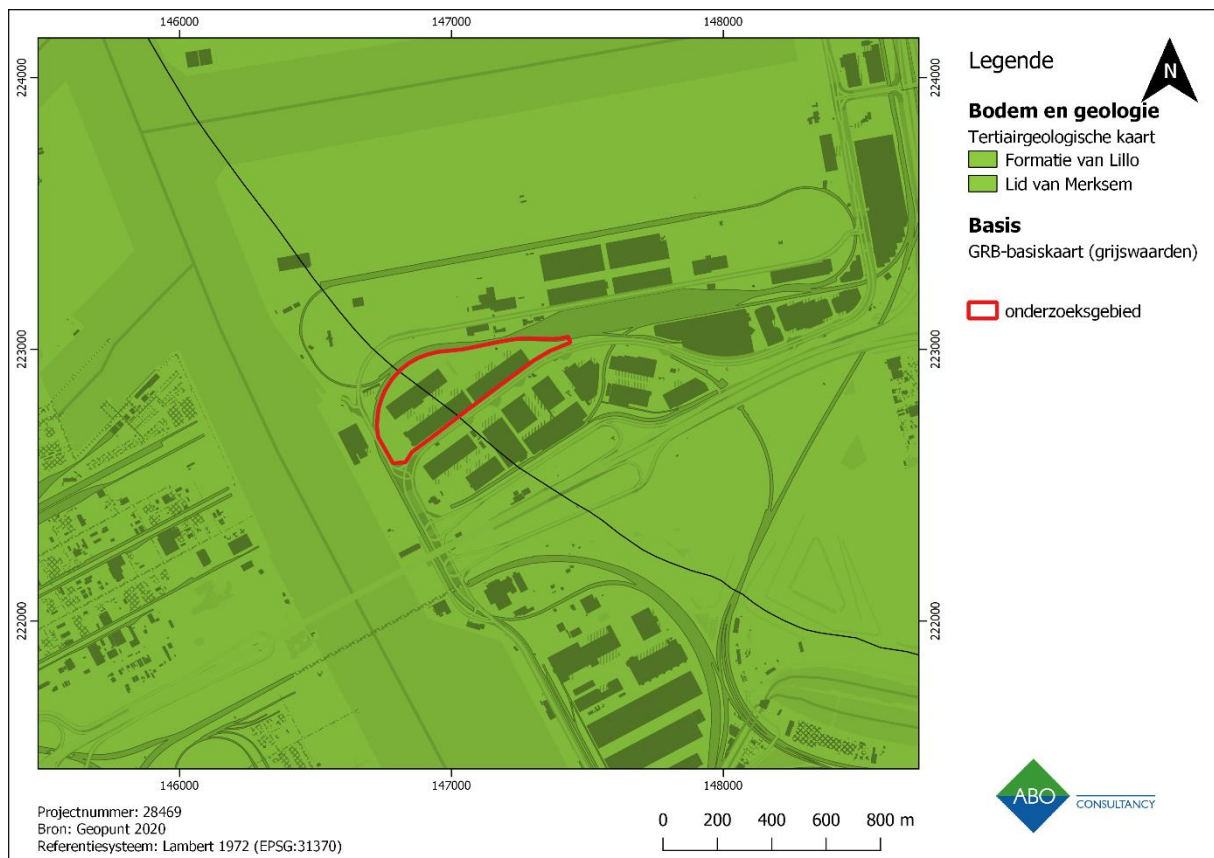 146000
147000
148000
224000
223000
222000
224000
223000
222000
146000
147000
148000
Legende
N
Bodem en geologie
Tertiairgeologische kaart
Formatie van Lillo
Lid van Merksem
Basis
GRB-basiskaart (grijswaarden)
onderzoeksgebied
Projectnummer: 28469
Bron: Geopunt 2020
Referentiesysteem: Lambert 1972 (EPSG:31370)
0 200 400 600 800 m
ABO CONSULTANCY